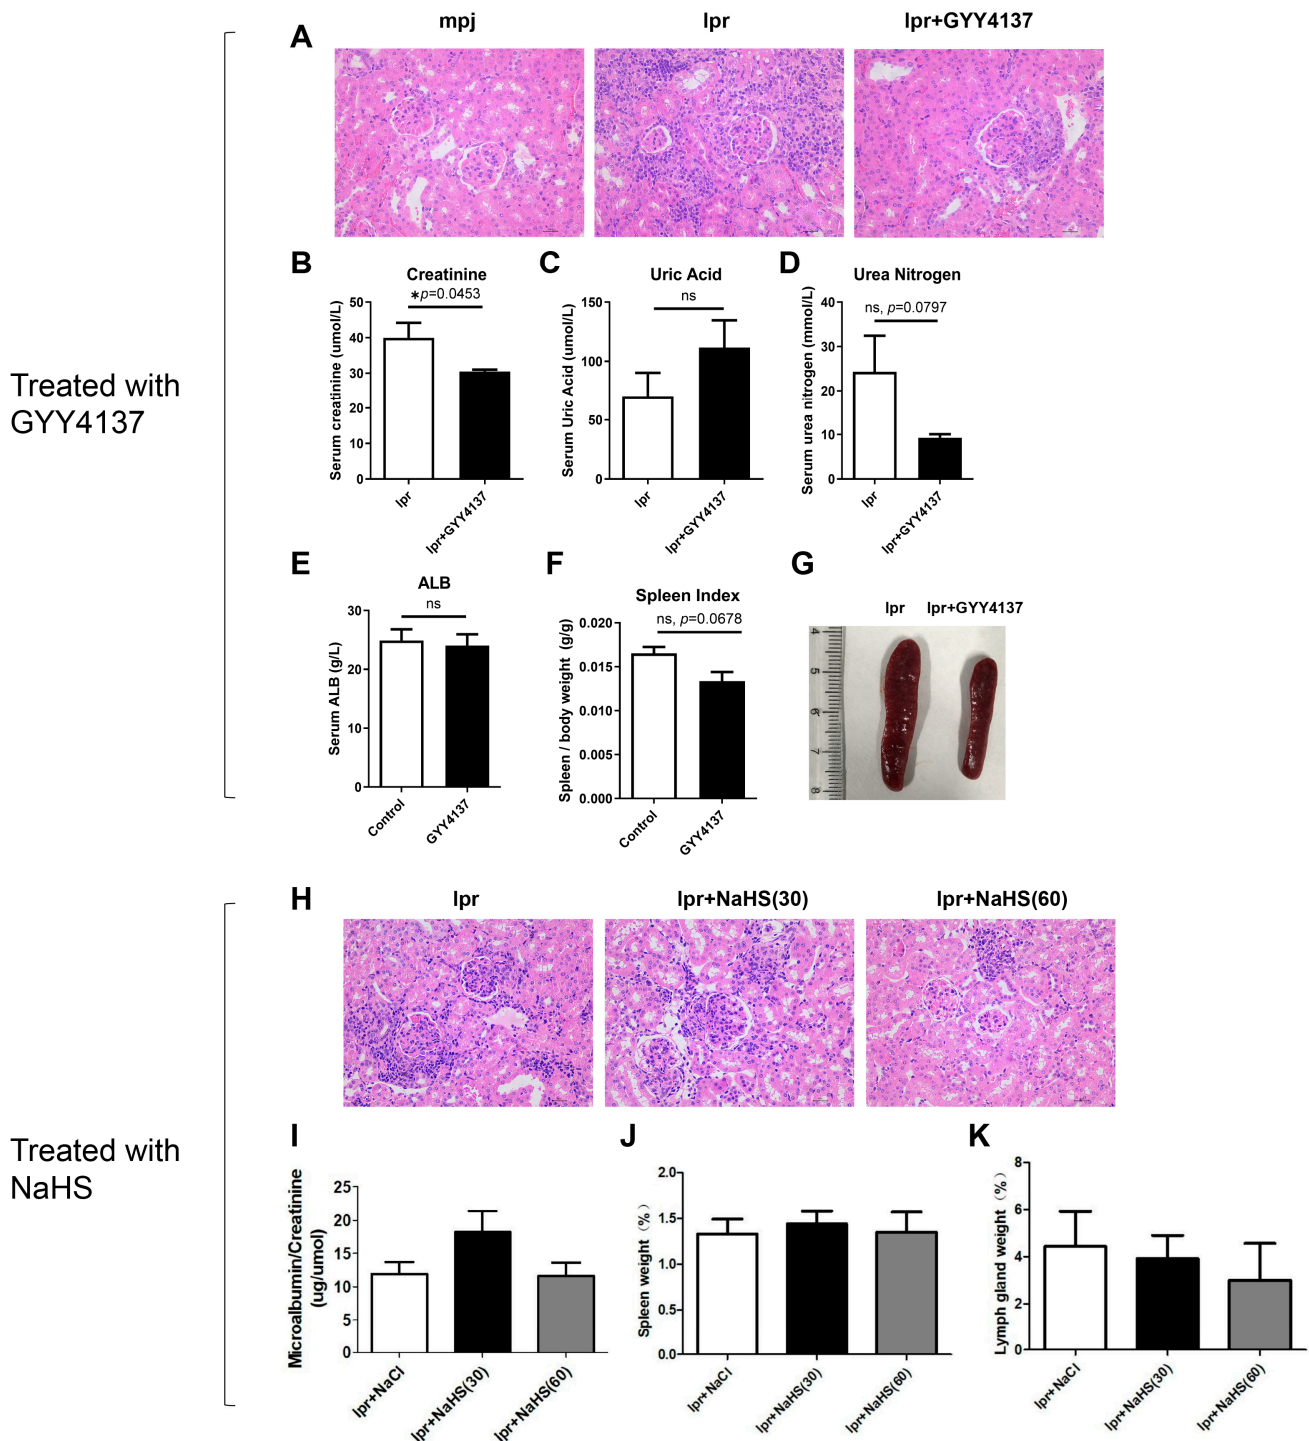 Treated with
GYY4137
A
mpj
lpr
lpr+GYY4137
B
Creatinine
*p=0.0453
Serum creatinine (umol/L)
50
40
30
20
10
0
lpr
lpr+GYY4137
C
Uric Acid
ns
Serum Uric Acid (umol/L)
150
100
50
0
lpr
lpr+GYY4137
D
Urea Nitrogen
ns, p=0.0797
Serum urea nitrogen (mmol/L)
40
30
20
10
0
lpr
lpr+GYY4137
E
ALB
ns
Serum ALB (g/L)
30
20
10
0
Control
GYY4137
F
Spleen Index
ns, p=0.0678
Spleen / body weight (g/g)
0.020
0.015
0.010
0.005
0.000
Control
GYY4137
G
lpr
lpr+GYY4137
4
5
6
7
8
Treated with
NaHS
H
lpr
lpr+NaHS(30)
lpr+NaHS(60)
I
Microalbumin/Creatinine
(ug/umol)
25
20
15
10
5
0
lpr+NaCl
lpr+NaHS(30)
lpr+NaHS(60)
J
Spleen weight（%）
2.0
1.5
1.0
0.5
0.0
lpr+NaCl
lpr+NaHS(30)
lpr+NaHS(60)
K
Lymph gland weight（%）
8
6
4
2
0
lpr+NaCl
lpr+NaHS(30)
lpr+NaHS(60)